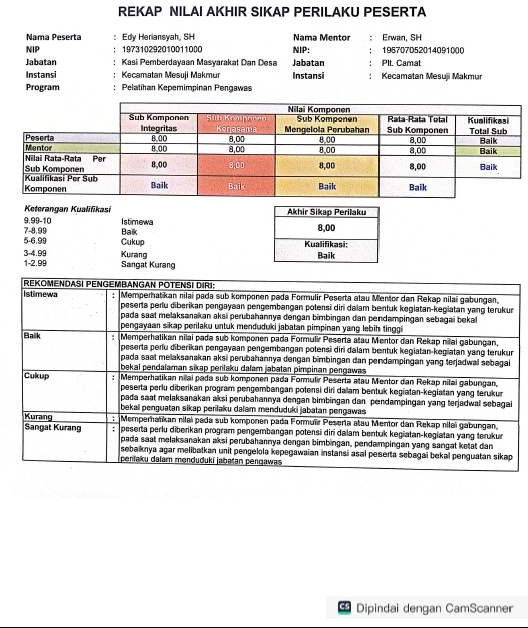 REKAP NILAI AKHIR SIKAP PERILAKU PESERTA
Nama Peserta : Edy Heriansyah, SH Nama Mentor : Erwan, SH
NIP : 197310292010011000 NIP: : 196707052014091000
Jabatan : Kasi Pemberdayaan Masyarakat Dan Desa Jabatan : Plt. Camat
Instansi : Kecamatan Mesuji Makmur Instansi : Kecamatan Mesuji Makmur
Program : Pelatihan Kepemimpinan Pengawas
Nilai Komponen
Sub Komponen Integritas Sub Komponen Kerjasama Sub Komponen Mengelola Perubahan Rata-Rata Total Sub Komponen Kualifikasi Total Sub
Peserta 8,00 8,00 8,00 8,00 Baik
Mentor 8,00 8,00 8,00 8,00 Baik
Nilai Rata-Rata Per Sub Komponen 8,00 8,00 8,00 8,00 Baik
Kualifikasi Per Sub Komponen Baik Baik Baik Baik
Keterangan Kualifikasi
9.99-10 Istimewa
7-8.99 Baik
5-6.99 Cukup
3-4.99 Kurang
1-2.99 Sangat Kurang
Akhir Sikap Perilaku
8,00
Kualifikasi:
Baik
REKOMENDASI PENGEMBANGAN POTENSI DIRI:
Istimewa : Memperhatikan nilai pada sub komponen pada Formulir Peserta atau Mentor dan Rekap nilai gabungan,
peserta perlu diberikan pengayaan pengembangan potensi diri dalam bentuk kegiatan-kegiatan yang terukur
pada saat melaksanakan aksi perubahannya dengan bimbingan dan pendampingan sebagai bekal
pengayaan sikap perilaku untuk menduduki jabatan pimpinan yang lebih tinggi
Baik : Memperhatikan nilai pada sub komponen pada Formulir Peserta atau Mentor dan Rekap nilai gabungan,
peserta perlu diberikan pengayaan pengembangan potensi diri dalam bentuk kegiatan-kegiatan yang terukur
pada saat melaksanakan aksi perubahannya dengan bimbingan dan pendampingan yang terjadwal sebagai
bekal pendalaman sikap perilaku dalam jabatan pimpinan pengawas
Cukup : Memperhatikan nilai pada sub komponen pada Formulir Peserta atau Mentor dan Rekap nilai gabungan,
peserta perlu diberikan program pengembangan potensi diri dalam bentuk kegiatan-kegiatan yang terukur
pada saat melaksanakan aksi perubahannya dengan bimbingan dan pendampingan yang terjadwal sebagai
bekal penguatan sikap perilaku dalam menduduki jabatan pengawas
Kurang : Memperhatikan nilai pada sub komponen pada Formulir Peserta atau Mentor dan Rekap nilai gabungan,
Sangat Kurang : peserta perlu diberikan program pengembangan potensi diri dalam bentuk kegiatan-kegiatan yang terukur
pada saat melaksanakan aksi perubahannya dengan bimbingan, pendampingan yang sangat ketat dan
sebaiknya agar melibatkan unit pengelola kepegawaian instansi asal peserta sebagai bekal penguatan sikap
perilaku dalam menduduki jabatan pengawas
CS Dipindai dengan CamScanner